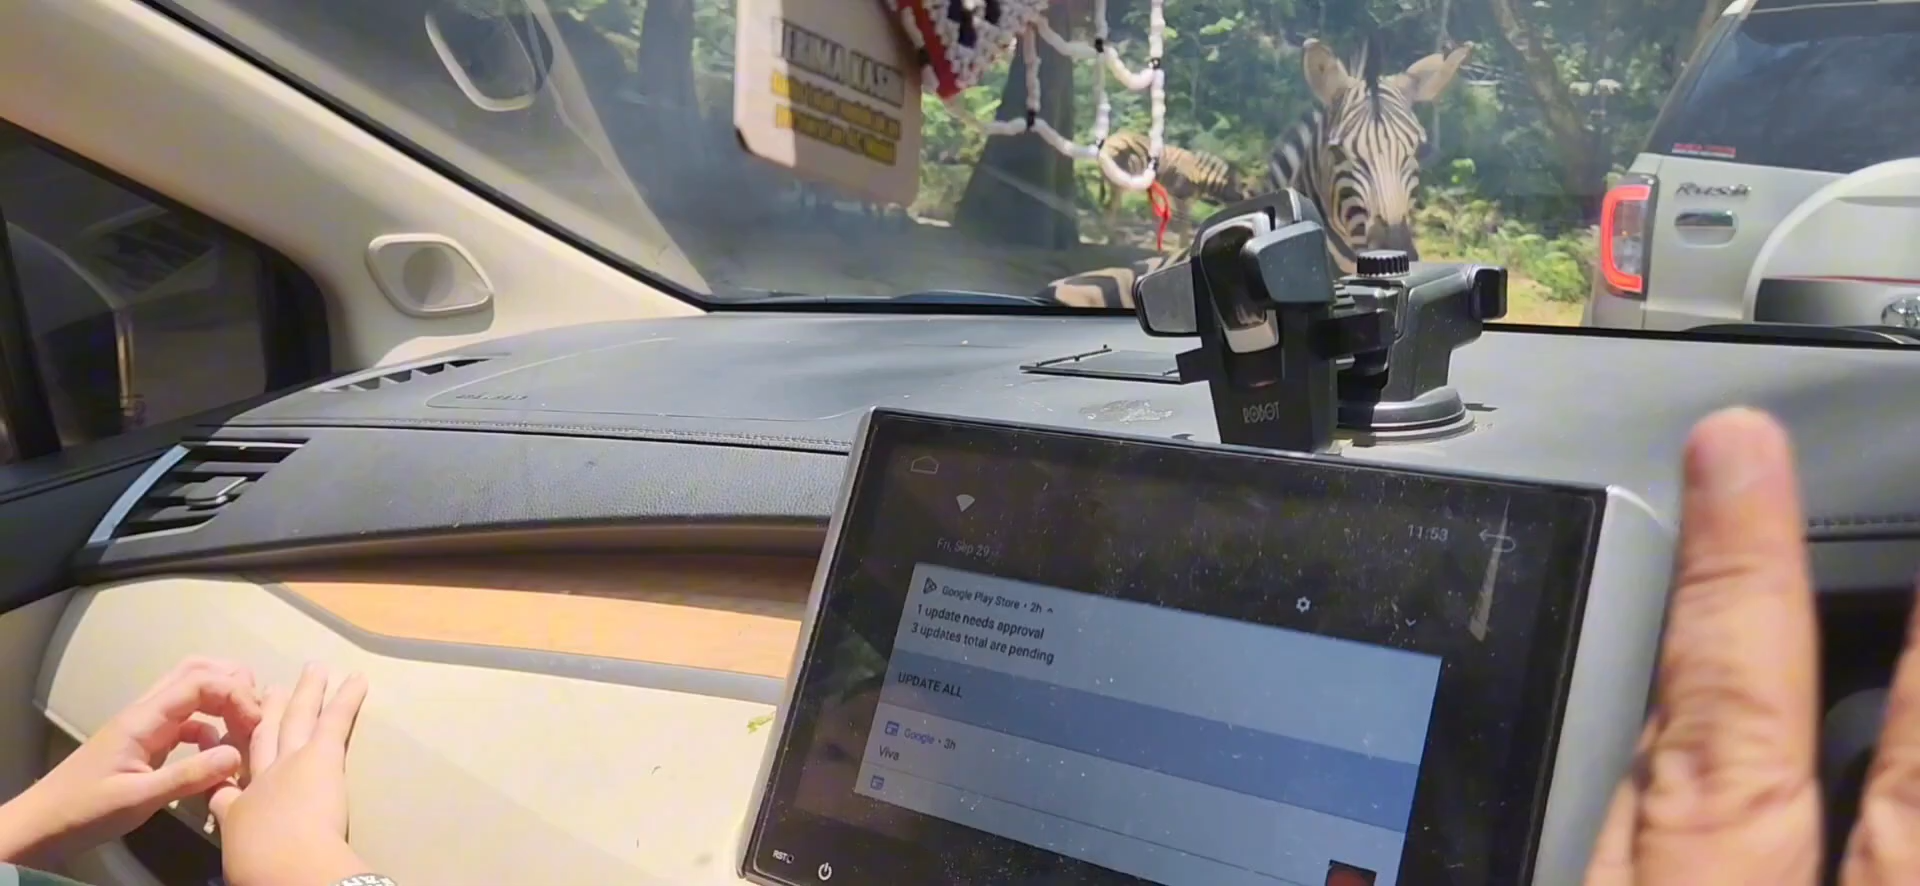 TERIMA KASIH
Rush
ROBOT
11:53
Fri, Sep 29
Google Play Store • 2h
1 update needs approval
3 updates total are pending
UPDATE ALL
Google • 3h
Viva
RST